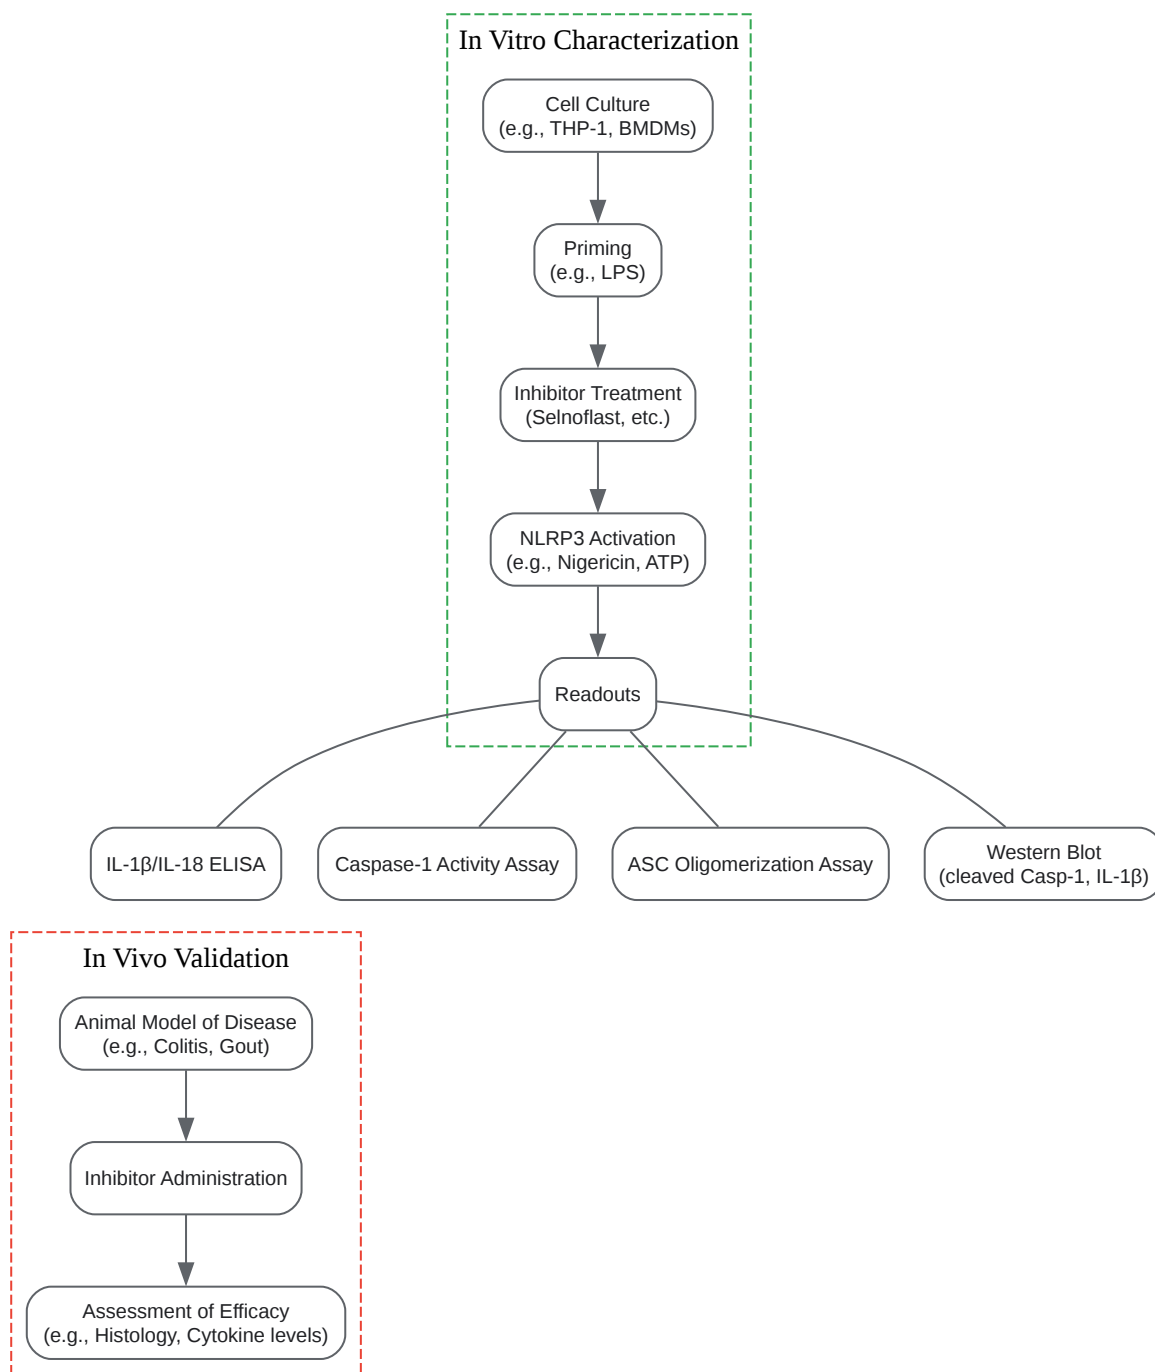 In Vitro Characterization
Cell Culture
(e.g., THP-1, BMDMs)
Priming
(e.g., LPS)
Inhibitor Treatment
(Selnoflast, etc.)
NLRP3 Activation
(e.g., Nigericin, ATP)
Readouts
IL-1β/IL-18 ELISA
Caspase-1 Activity Assay
ASC Oligomerization Assay
Western Blot
(cleaved Casp-1, IL-1β)
In Vivo Validation
Animal Model of Disease
(e.g., Colitis, Gout)
Inhibitor Administration
Assessment of Efficacy
(e.g., Histology, Cytokine levels)